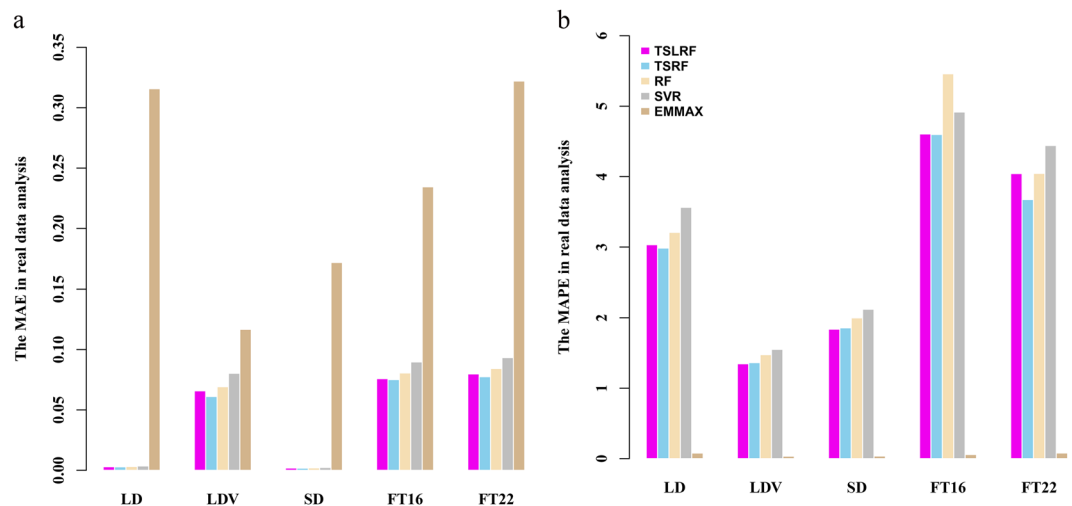 a
The MAE in real data analysis
0.35
0.30
0.25
0.20
0.15
0.10
0.05
0.00
LD LDV SD FT16 FT22
b
The MAPE in real data analysis
6
5
4
3
2
1
0
TSLRF
TSRF
RF
SVR
EMMAX
LD LDV SD FT16 FT22